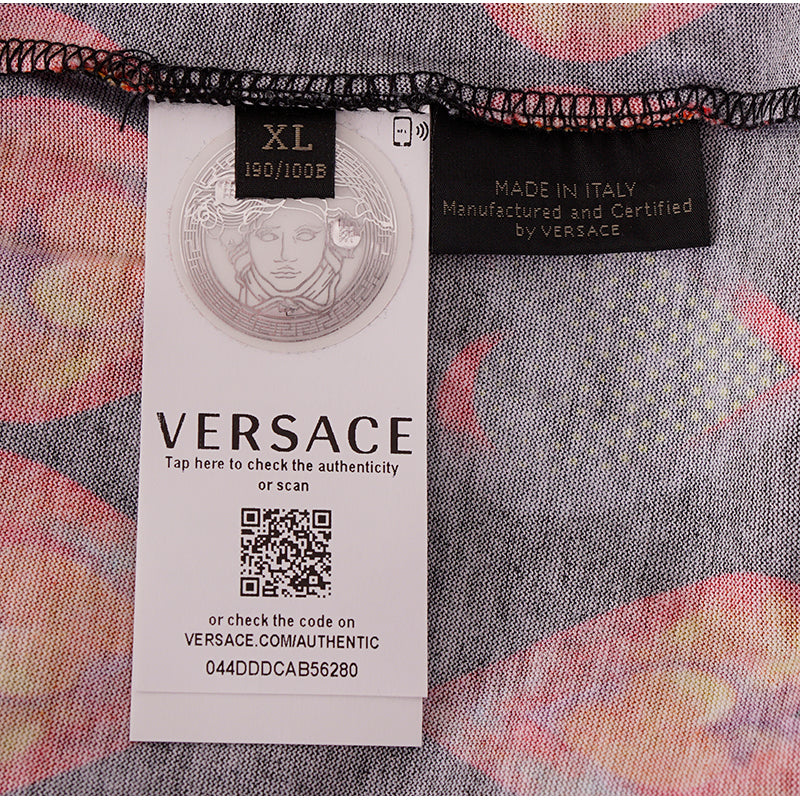 XL
190/100B
MADE IN ITALY
Manufactured and Certified
by VERSACE
VERSACE
Tap here to check the authenticity
or scan
or check the code on
VERSACE.COM/AUTHENTIC
044DDDCAB56280